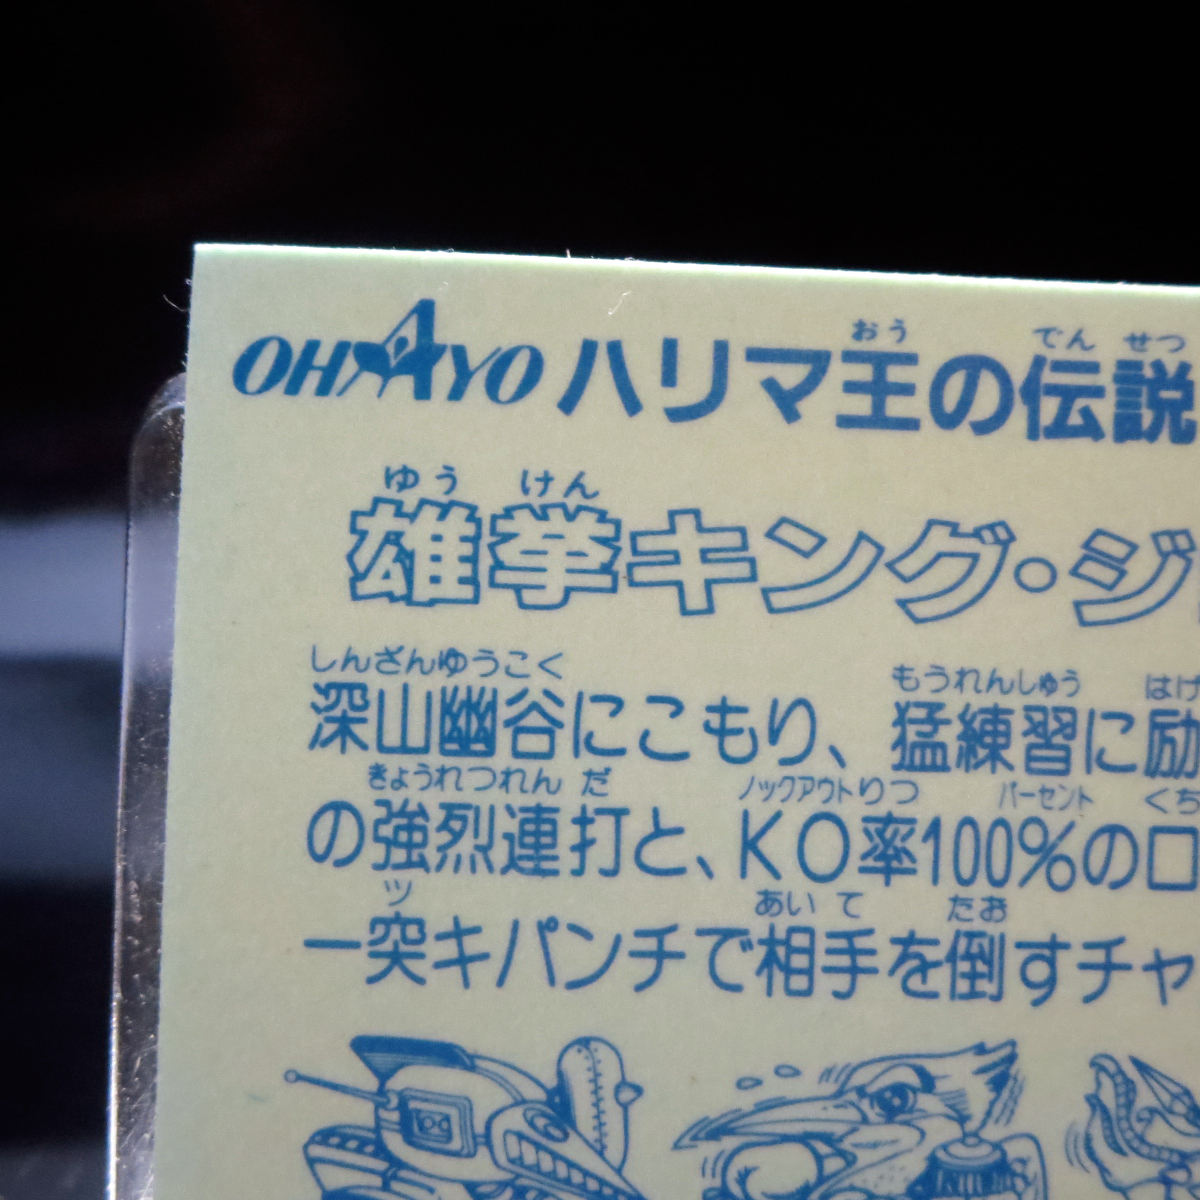 OHAYO ハリマ王の伝説
おう でん せつ
ゆう けん
雄拳キング・ジ
しんざんゆうこく もうれんしゅう はげ
深山幽谷にこもり、猛練習に励
きょうれつれんだ ノックアウトりつ パーセント くち
の強烈連打と、KO率100%の口
ツ あいて たお
一突キパンチで相手を倒すチャ